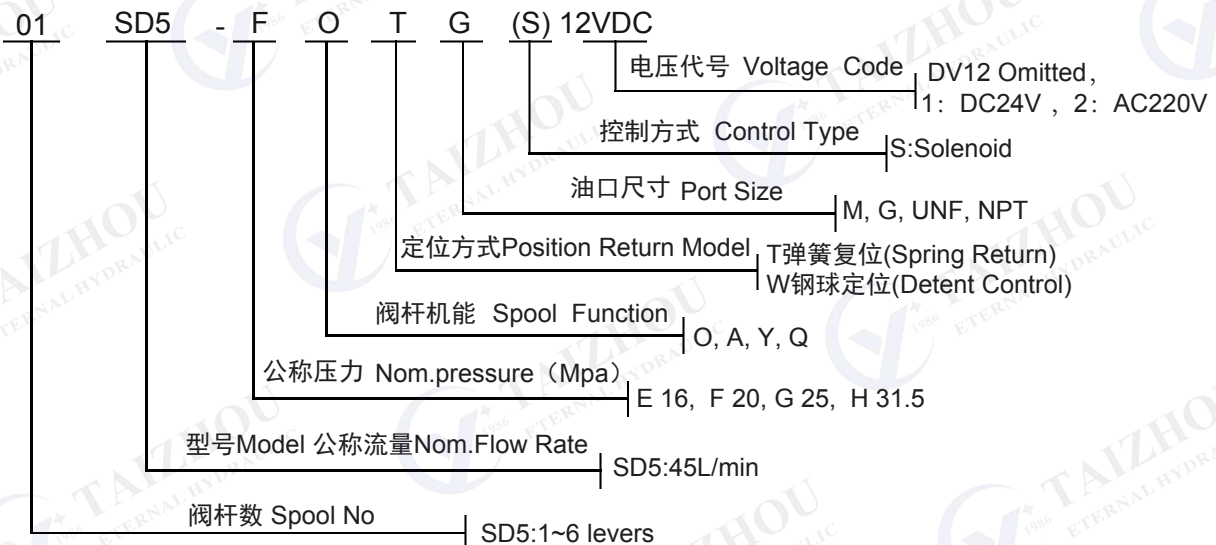 01 SD5 - F O T G (S) 12VDC
电压代号 Voltage Code
DV12 Omitted,
1: DC24V , 2: AC220V
控制方式 Control Type
S:Solenoid
油口尺寸 Port Size
M, G, UNF, NPT
定位方式Position Return Model
T弹簧复位(Spring Return)
W钢球定位(Detent Control)
阀杆机能 Spool Function
O, A, Y, Q
公称压力 Nom.pressure（Mpa）
E 16, F 20, G 25, H 31.5
型号Model 公称流量Nom.Flow Rate
SD5:45L/min
阀杆数 Spool No
SD5:1~6 levers
TAIZHOU
ETERNAL HYDRAULIC
1986